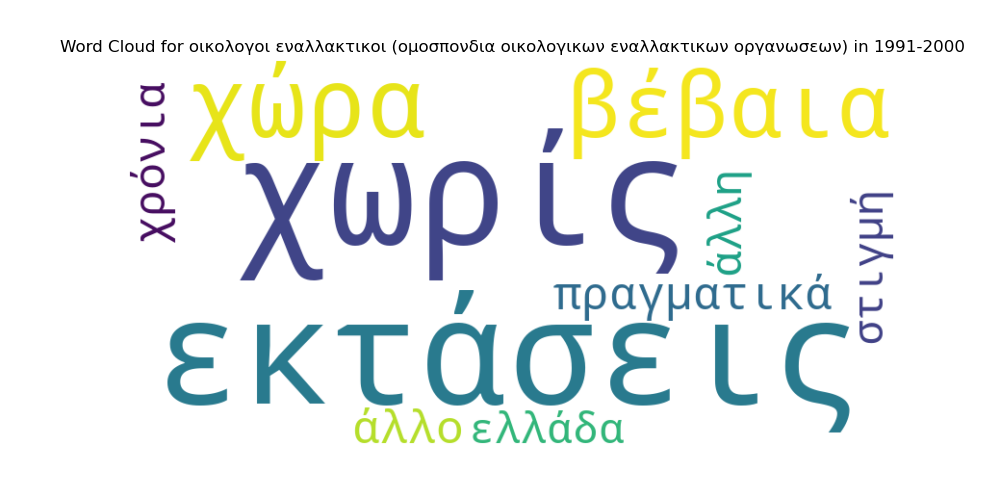 Word Cloud for οικολογοι εναλλακτικοι (ομοσπονδια οικολογικων εναλλακτικων οργανωσεων) in 1991-2000
χρόνια
χώρα
βέβαια
χωρίς
άλλη
στιγμή
πραγματικά
εκτάσεις
άλλο
ελλάδα